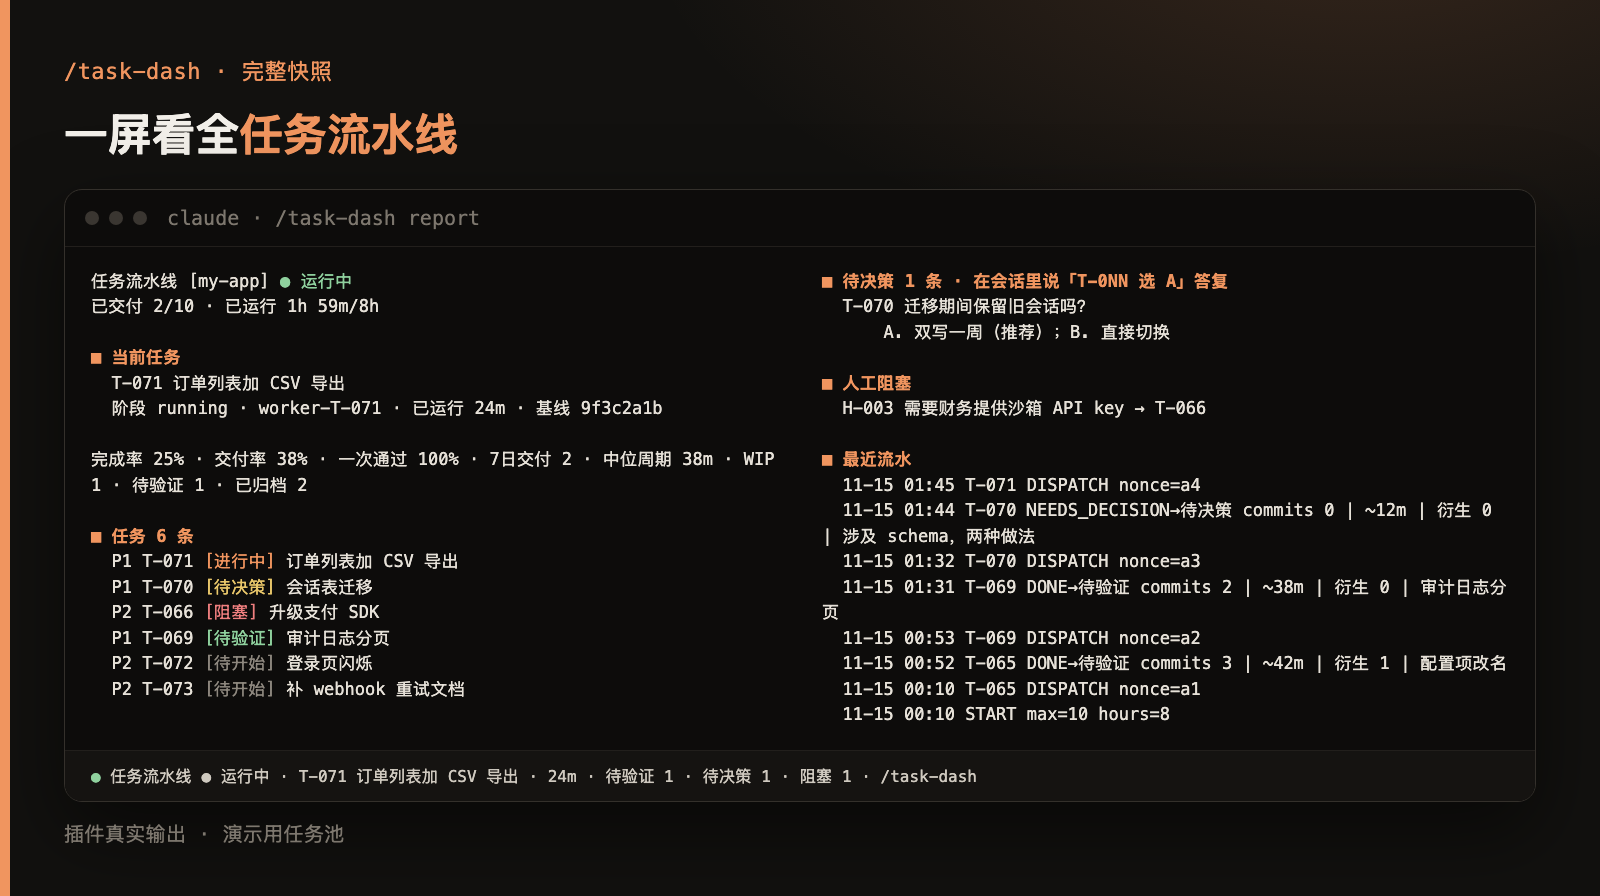 /task-dash · 完整快照
一屏看全任务流水线
claude · /task-dash report
任务流水线 [my-app] ● 运行中
已交付 2/10 · 已运行 1h 59m/8h
■ 当前任务
T-071 订单列表加 CSV 导出
阶段 running · worker-T-071 · 已运行 24m · 基线 9f3c2a1b
完成率 25% · 交付率 38% · 一次通过 100% · 7日交付 2 · 中位周期 38m · WIP
1 · 待验证 1 · 已归档 2
■ 任务 6 条
P1 T-071 [进行中] 订单列表加 CSV 导出
P1 T-070 [待决策] 会话表迁移
P2 T-066 [阻塞] 升级支付 SDK
P1 T-069 [待验证] 审计日志分页
P2 T-072 [待开始] 登录页闪烁
P2 T-073 [待开始] 补 webhook 重试文档
■ 待决策 1 条 · 在会话里说「T-0NN 选 A」答复
T-070 迁移期间保留旧会话吗?
A. 双写一周（推荐）；B. 直接切换
■ 人工阻塞
H-003 需要财务提供沙箱 API key → T-066
■ 最近流水
11-15 01:45 T-071 DISPATCH nonce=a4
11-15 01:44 T-070 NEEDS_DECISION→待决策 commits 0 | ~12m | 衍生 0
| 涉及 schema, 两种做法
11-15 01:32 T-070 DISPATCH nonce=a3
11-15 01:31 T-069 DONE→待验证 commits 2 | ~38m | 衍生 0 | 审计日志分
页
11-15 00:53 T-069 DISPATCH nonce=a2
11-15 00:52 T-065 DONE→待验证 commits 3 | ~42m | 衍生 1 | 配置项改名
11-15 00:10 T-065 DISPATCH nonce=a1
11-15 00:10 START max=10 hours=8
● 任务流水线 ● 运行中 · T-071 订单列表加 CSV 导出 · 24m · 待验证 1 · 待决策 1 · 阻塞 1 · /task-dash
插件真实输出 · 演示用任务池